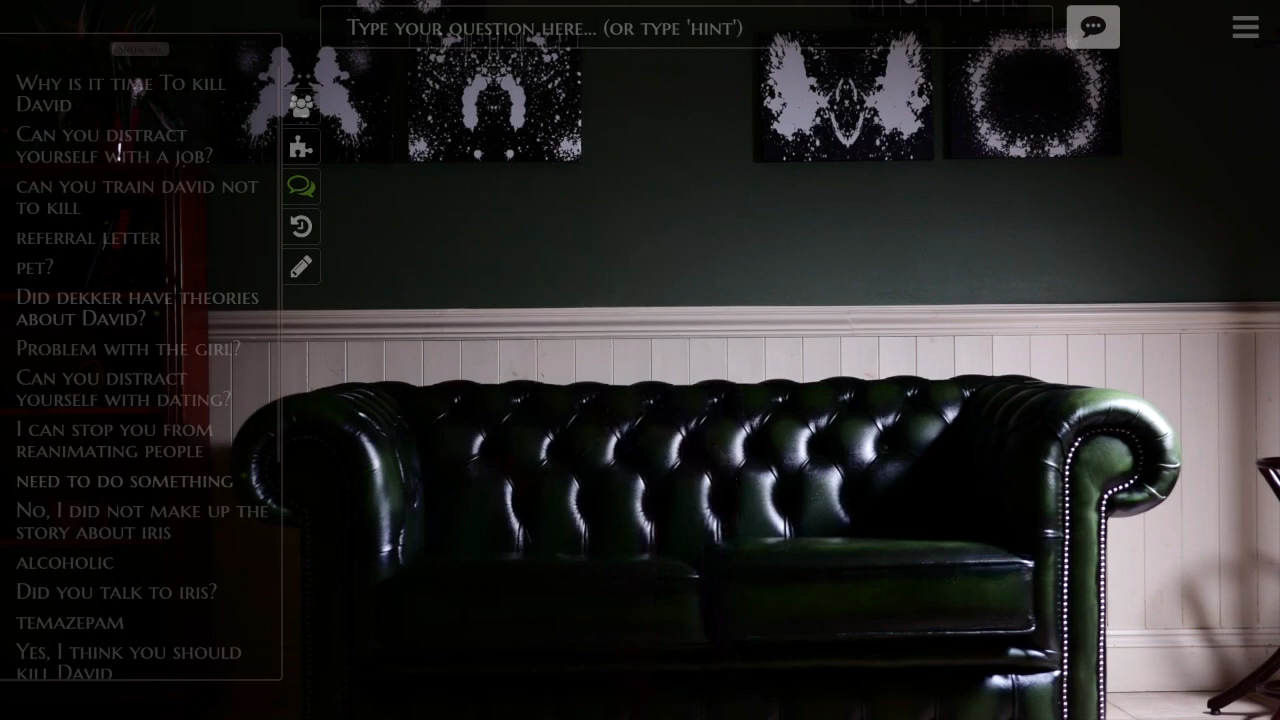 Type your question here... (or type 'hint')
Why is it time To kill
David
Can you distract
yourself with a job?
can you train david not
to kill
referral letter
pet?
Did dekker have theories
about David?
Problem with the girl?
Can you distract
yourself with dating?
I can stop you from
reanimating people
need to do something
No, I did not make up the
story about iris
alcoholic
Did you talk to iris?
temazepam
Yes, I think you should
kill David